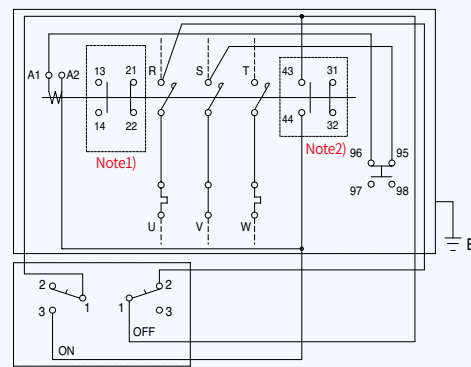 A1 A2 13 21 R S T 43 31
14 22 44 32
Note1) Note2)
96 95
97 98
U V W
E
2 1 2
3 1 3
OFF
ON